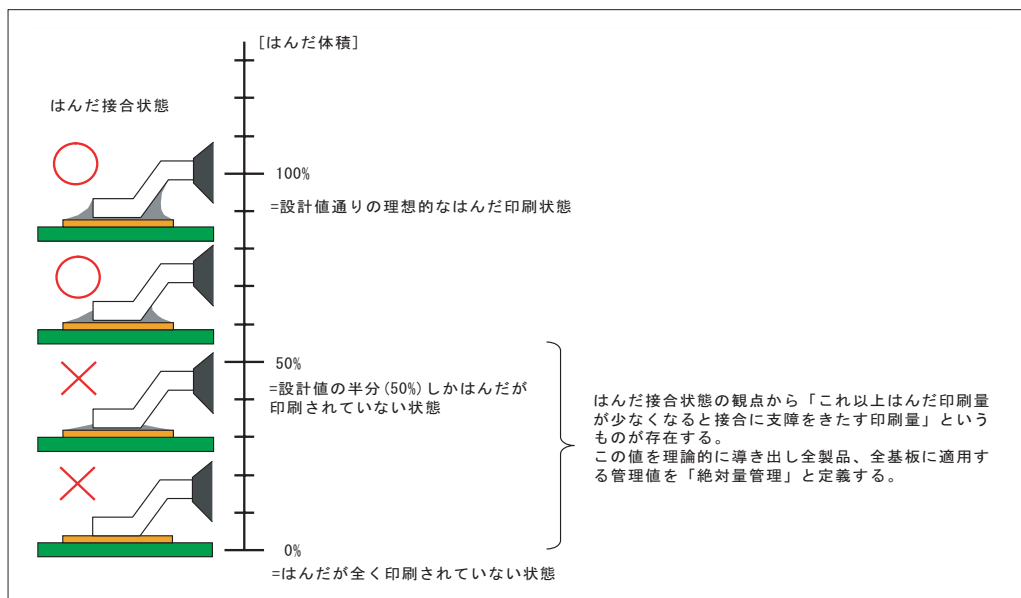 [はんだ体積]
はんだ接合状態
100%
=設計値通りの理想的なはんだ印刷状態
50%
=設計値の半分(50%)しかはんだが
印刷されていない状態
はんだ接合状態の観点から「これ以上はんだ印刷量
が少なくなると接合に支障をきたす印刷量」という
ものが存在する。
この値を理論的に導き出し全製品、全基板に適用す
る管理値を「絶対量管理」と定義する。
0%
=はんだが全く印刷されていない状態